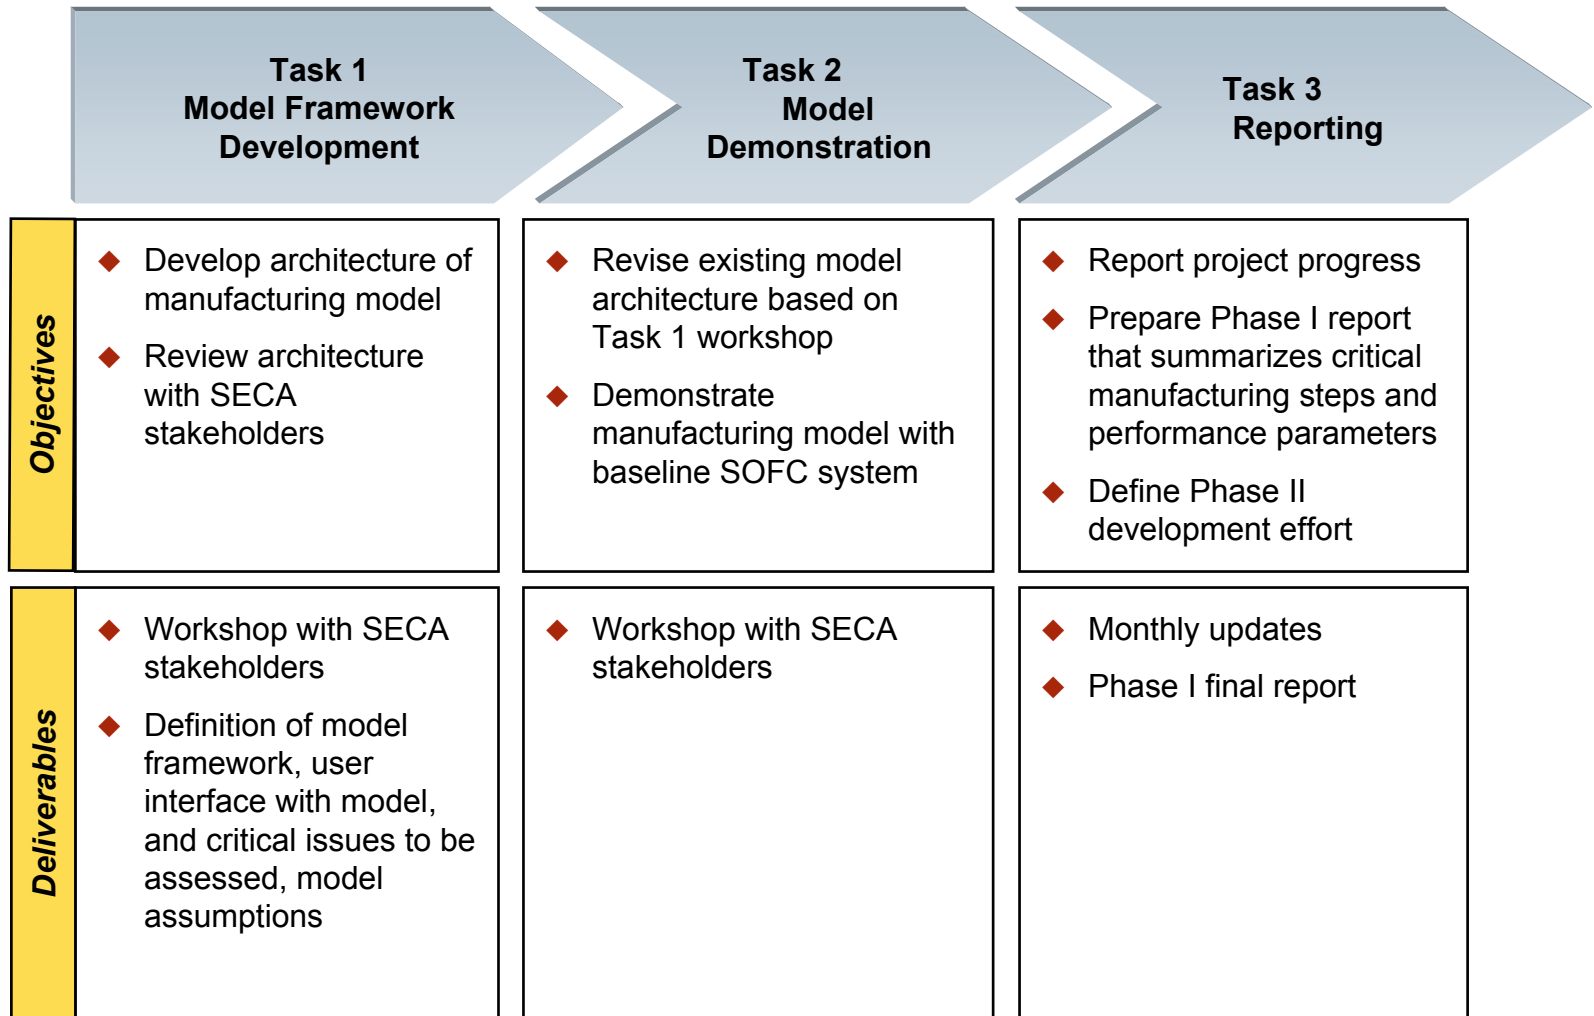 Task 1
Model Framework
Development
Task 2
Model
Demonstration
Task 3
Reporting
Objectives
Develop architecture of
manufacturing model
Review architecture
with SECA
stakeholders
Revise existing model
architecture based on
Task 1 workshop
Demonstrate
manufacturing model with
baseline SOFC system
Report project progress
Prepare Phase I report
that summarizes critical
manufacturing steps and
performance parameters
Define Phase II
development effort
Deliverables
Workshop with SECA
stakeholders
Definition of model
framework, user
interface with model,
and critical issues to be
assessed, model
assumptions
Workshop with SECA
stakeholders
Monthly updates
Phase I final report